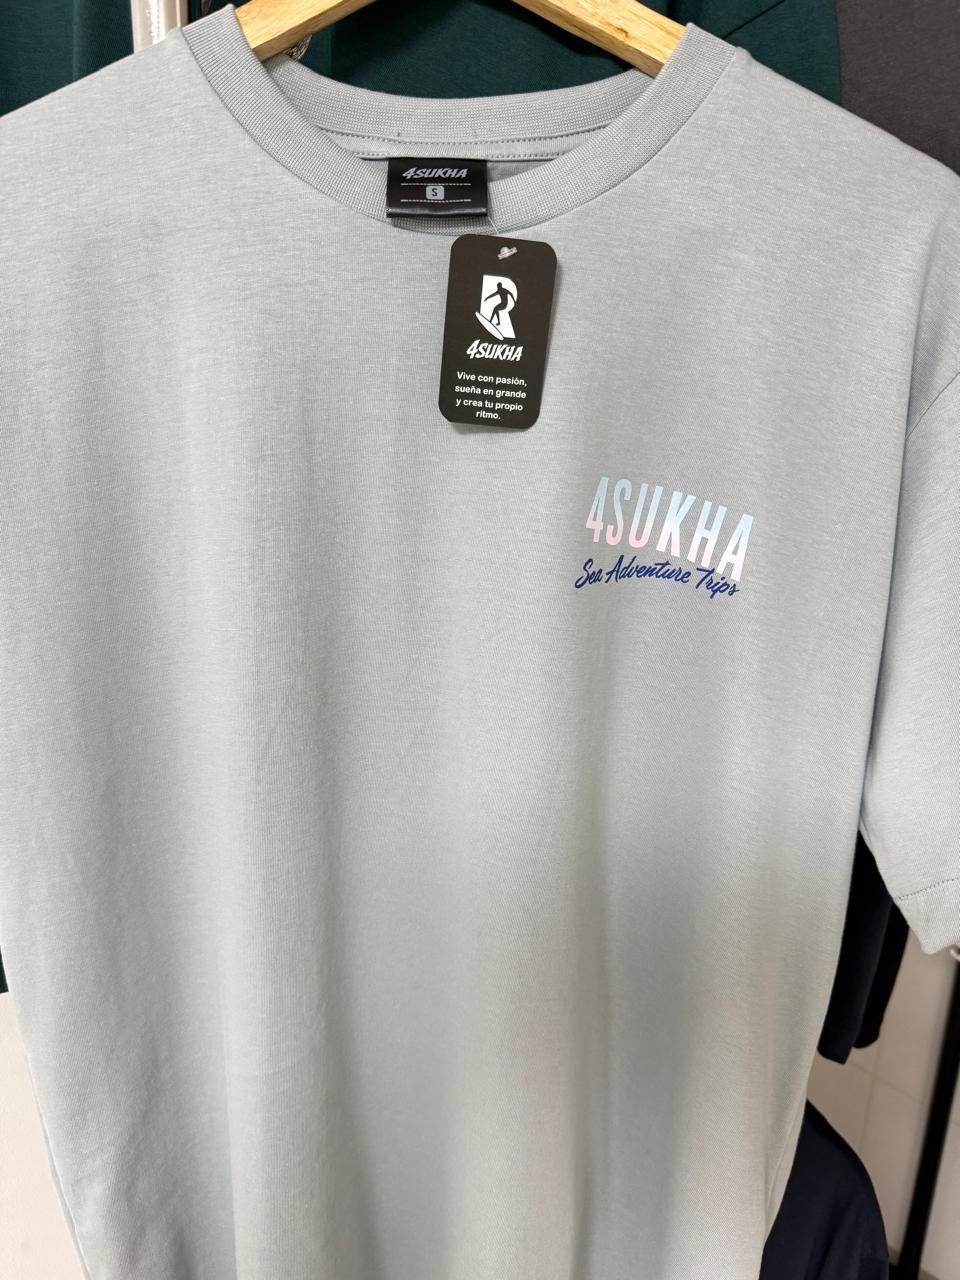 4SUKHA
S
4SUKHA
Vive con pasión,
sueña en grande
y crea tu propio
ritmo.
4SUKHA
Sea Adventure Trips